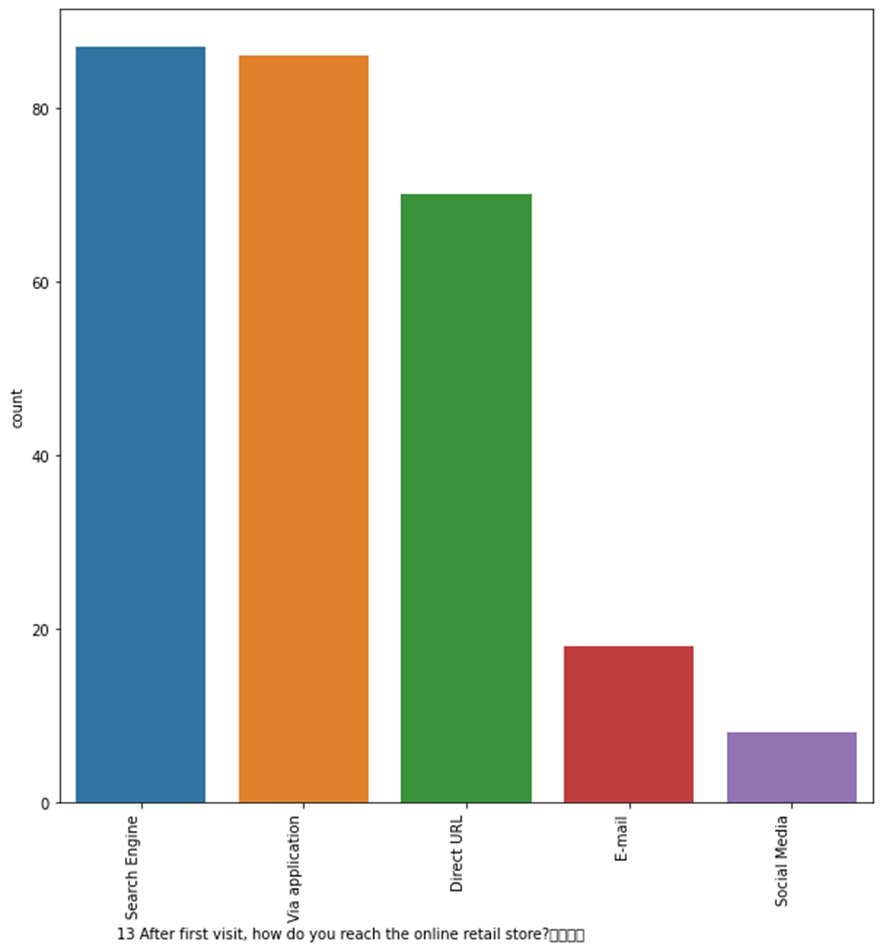 80
60
40
20
0
count
Search Engine
Via application
Direct URL
E-mail
Social Media
13 After first visit, how do you reach the online retail store?